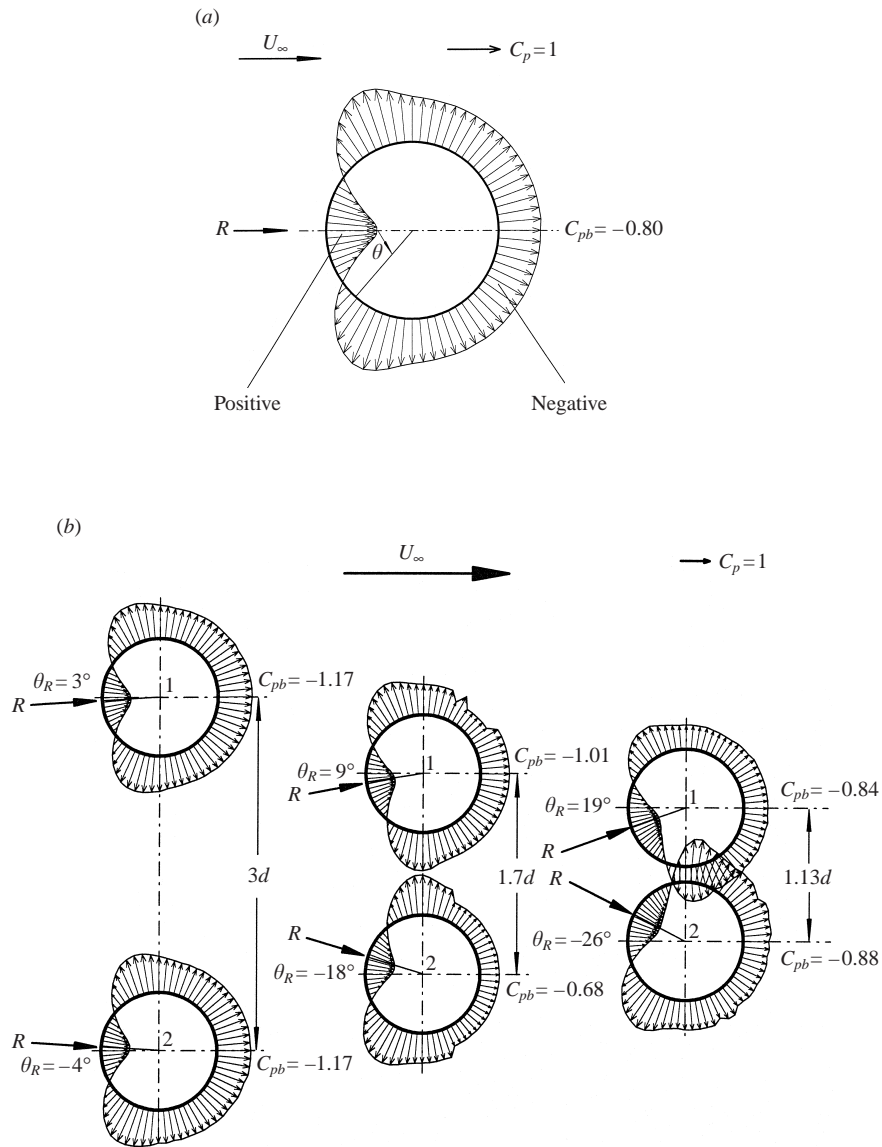 (a)
U∞
Cp = 1
R
θ
Cpb = −0.80
Positive
Negative
(b)
U∞
Cp = 1
θR = 3°
1
Cpb = −1.17
R
3d
R
2
θR = −4°
Cpb = −1.17
θR = 9°
1
Cpb = −1.01
R
1.7d
R
2
θR = −18°
Cpb = −0.68
θR = 19°
1
Cpb = −0.84
R
1.13d
R
2
θR = −26°
Cpb = −0.88